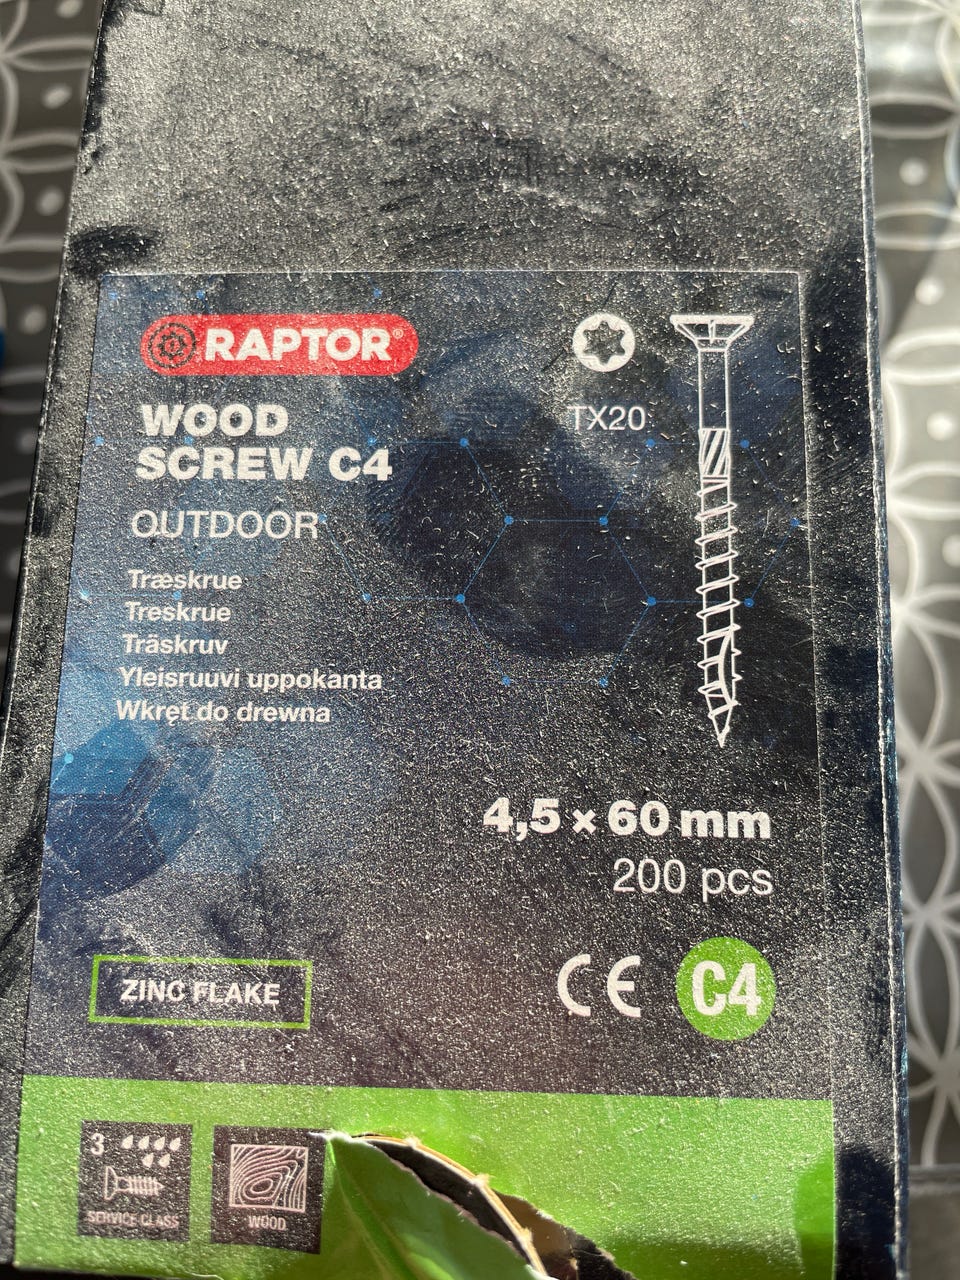 RAPTOR®
WOOD
SCREW C4
OUTDOOR
Træskrue
Treskrue
Träskruv
Yleisruuvi uppokanta
Wkręt do drewna
TX20
4,5 x 60 mm
200 pcs
ZINC FLAKE
CE
C4
3
SERVICE CLASS
WOOD